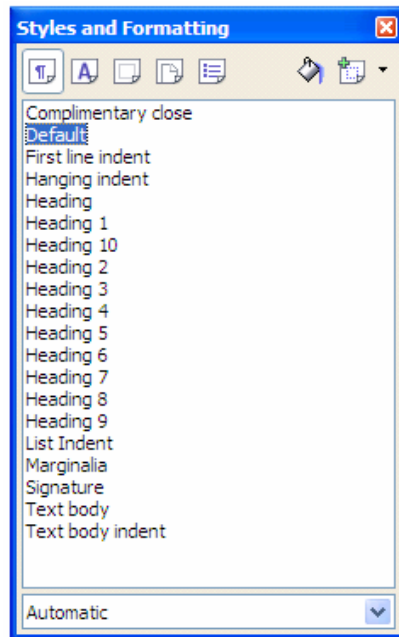 Styles and Formatting
Complimentary close
Default
First line indent
Hanging indent
Heading
Heading 1
Heading 10
Heading 2
Heading 3
Heading 4
Heading 5
Heading 6
Heading 7
Heading 8
Heading 9
List Indent
Marginalia
Signature
Text body
Text body indent
Automatic